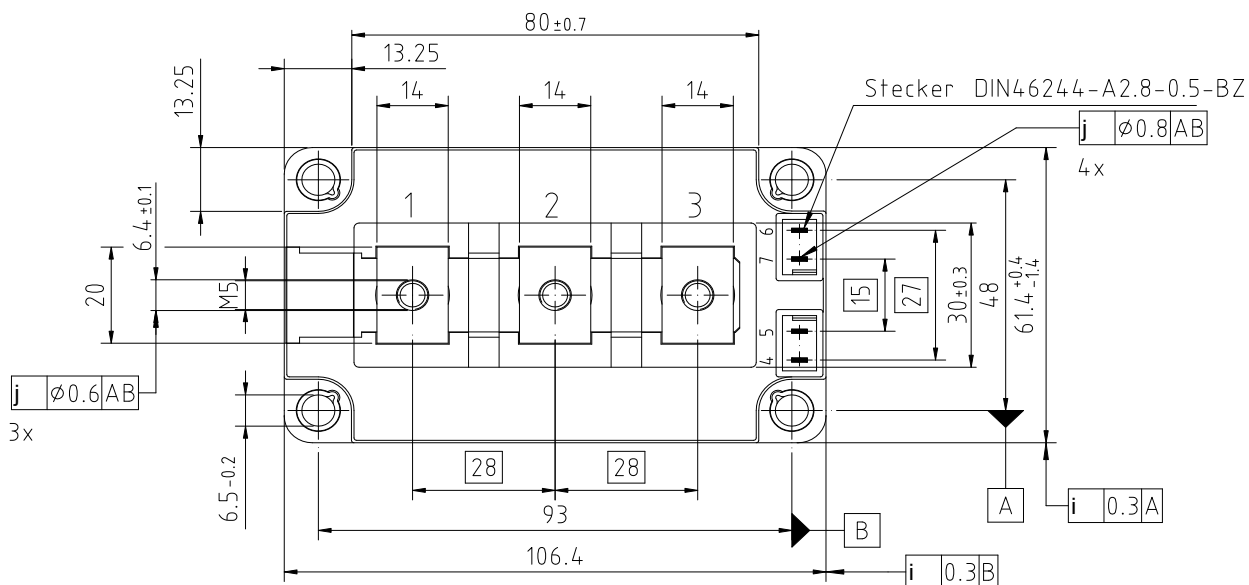 80±0.7
13.25
13.25
14
14
14
Stecker DIN46244-A2.8-0.5-BZ
j ⌀0.8 AB
4x
6.4±0.1
1
2
3
6
7
20
M5
15
27
30±0.3
48
61.4 +0.4 -1.4
5
4
j ⌀0.6 AB
3x
6.5-0.2
28
28
A
i 0.3 A
93
B
106.4
i 0.3 B